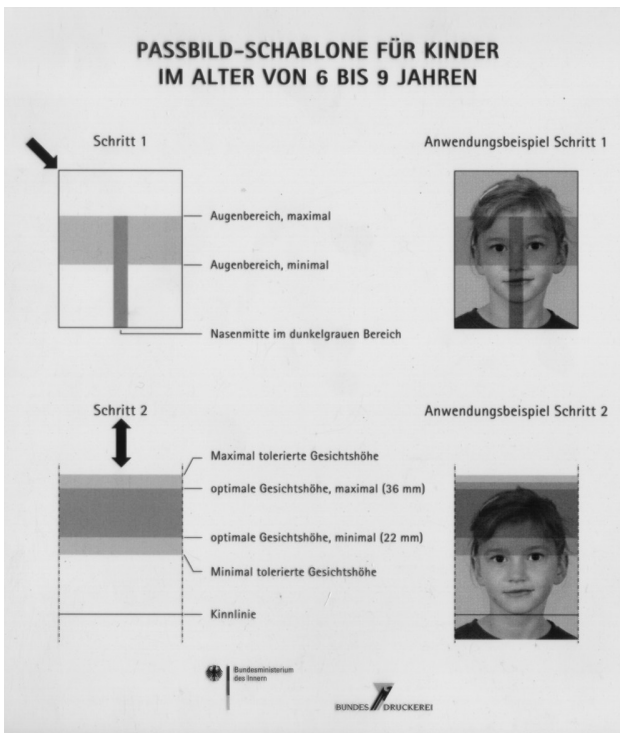 PASSBILD-SCHABLONE FÜR KINDER
IM ALTER VON 6 BIS 9 JAHREN
Schritt 1
Anwendungsbeispiel Schritt 1
Augenbereich, maximal
Augenbereich, minimal
Nasenmitte im dunkelgrauen Bereich
Schritt 2
Anwendungsbeispiel Schritt 2
Maximal tolerierte Gesichtshöhe
optimale Gesichtshöhe, maximal (36 mm)
optimale Gesichtshöhe, minimal (22 mm)
Minimal tolerierte Gesichtshöhe
Kinnlinie
Bundesministerium
des Innern
BUNDES DRUCKEREI